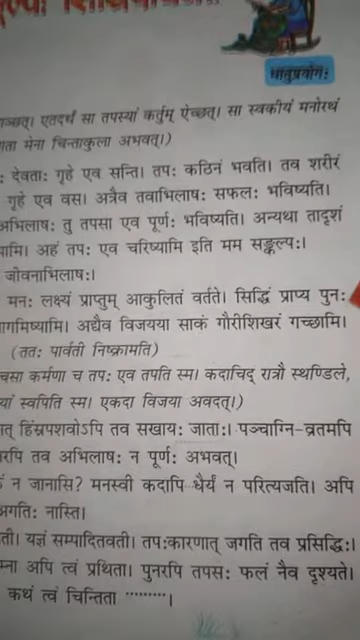 धातुप्रयोगः
एतदर्थं सा तपस्यां कर्तुम् ऐच्छत्। सा स्वकीयं मनोरथं
मेना चिन्ताकुला अभवत्।)
देवताः गृहे एव सन्ति। तपः कठिनं भवति। तव शरीरं
गृहे एव वस। अत्रैव तवाभिलाषः सफलः भविष्यति।
अभिलाषः तु तपसा एव पूर्णः भविष्यति। अन्यथा तादृशं
अहं तपः एव चरिष्यामि इति मम सङ्कल्पः।
जीवनाभिलाषः।
मनः लक्ष्यं प्राप्तुम् आकुलितं वर्तते। सिद्धिं प्राप्य पुनः
अद्यैव विजयया साकं गौरीशिखरं गच्छामि।
(ततः पार्वती निष्क्रामति)
चसा कर्मणा च तपः एव तपति स्म। कदाचिद् रात्रौ स्थण्डिले,
यां स्वपिति स्म। एकदा विजया अवदत्।)
हिंस्रपशवोऽपि तव सखायः जाताः। पञ्चाग्नि-व्रतमपि
रपि तव अभिलाषः न पूर्णः अभवत्।
न जानासि? मनस्वी कदापि धैर्यं न परित्यजति। अपि
अगतिः नास्ति।
ती। यज्ञं सम्पादितवती। तपःकारणात् जगति तव प्रसिद्धिः।
म्ना अपि त्वं प्रथिता। पुनरपि तपसः फलं नैव दृश्यते।
कथं त्वं चिन्तिता ………।